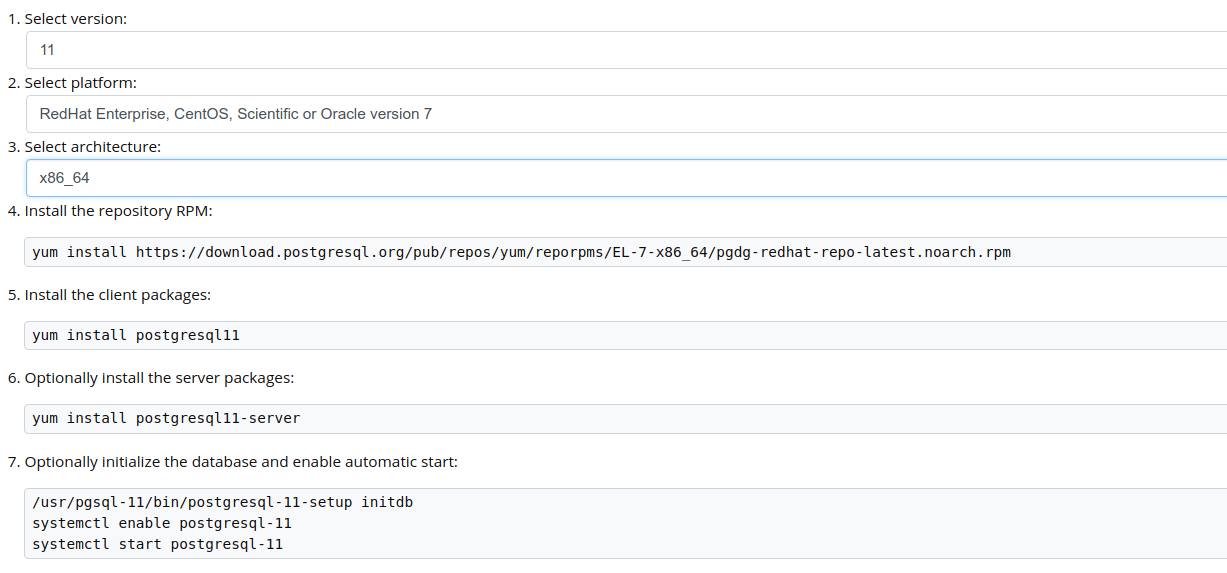 1. Select version:
11
2. Select platform:
RedHat Enterprise, CentOS, Scientific or Oracle version 7
3. Select architecture:
x86_64
4. Install the repository RPM:
yum install https://download.postgresql.org/pub/repos/yum/reporpms/EL-7-x86_64/pgdg-redhat-repo-latest.noarch.rpm
5. Install the client packages:
yum install postgresql11
6. Optionally install the server packages:
yum install postgresql11-server
7. Optionally initialize the database and enable automatic start:
/usr/pgsql-11/bin/postgresql-11-setup initdb
systemctl enable postgresql-11
systemctl start postgresql-11